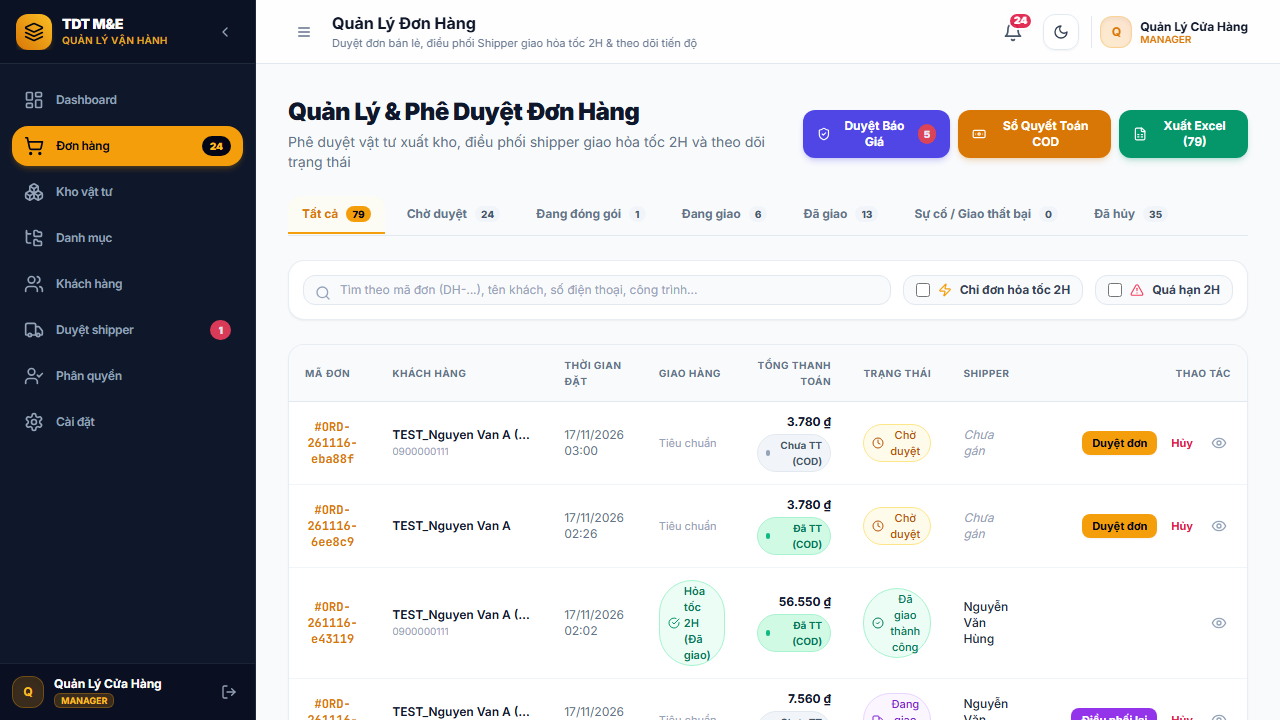 TDT M&E
QUẢN LÝ VẬN HÀNH
Dashboard
Đơn hàng 24
Kho vật tư
Danh mục
Khách hàng
Duyệt shipper 1
Phân quyền
Cài đặt
Q Quản Lý Cửa Hàng
MANAGER
Quản Lý Đơn Hàng
Duyệt đơn bán lẻ, điều phối Shipper giao hỏa tốc 2H & theo dõi tiến độ
24
Q Quản Lý Cửa Hàng
MANAGER
Quản Lý & Phê Duyệt Đơn Hàng
Phê duyệt vật tư xuất kho, điều phối shipper giao hỏa tốc 2H và theo dõi
trạng thái
Duyệt Báo
Giá
5
Sổ Quyết Toán
COD
Xuất Excel
(79)
Tất cả 79 Chờ duyệt 24 Đang đóng gói 1 Đang giao 6 Đã giao 13 Sự cố / Giao thất bại 0 Đã hủy 35
Tìm theo mã đơn (DH-...), tên khách, số điện thoại, công trình...
Chỉ đơn hỏa tốc 2H
Quá hạn 2H
MÃ ĐƠN
KHÁCH HÀNG
THỜI GIAN
ĐẶT
GIAO HÀNG
TỔNG THANH
TOÁN
TRẠNG THÁI
SHIPPER
THAO TÁC
#ORD-
261116-
eba88f
TEST_Nguyen Van A (...
0900000111
17/11/2026
03:00
Tiêu chuẩn
3.780 ₫
Chưa TT
(COD)
Chờ
duyệt
Chưa
gán
Duyệt đơn
Hủy
#ORD-
261116-
6ee8c9
TEST_Nguyen Van A
17/11/2026
02:26
Tiêu chuẩn
3.780 ₫
Đã TT
(COD)
Chờ
duyệt
Chưa
gán
Duyệt đơn
Hủy
#ORD-
261116-
e43119
TEST_Nguyen Van A (...
0900000111
17/11/2026
02:02
Hỏa
tốc
2H
(Đã
giao)
56.550 ₫
Đã TT
(COD)
Đã
giao
thành
công
Nguyễn
Văn
Hùng
#ORD-
261116-
TEST_Nguyen Van A (...
17/11/2026
Tiêu chuẩn
7.560 ₫
Đang
giao
Nguyễn
Văn
Điều phối lại
Hủy